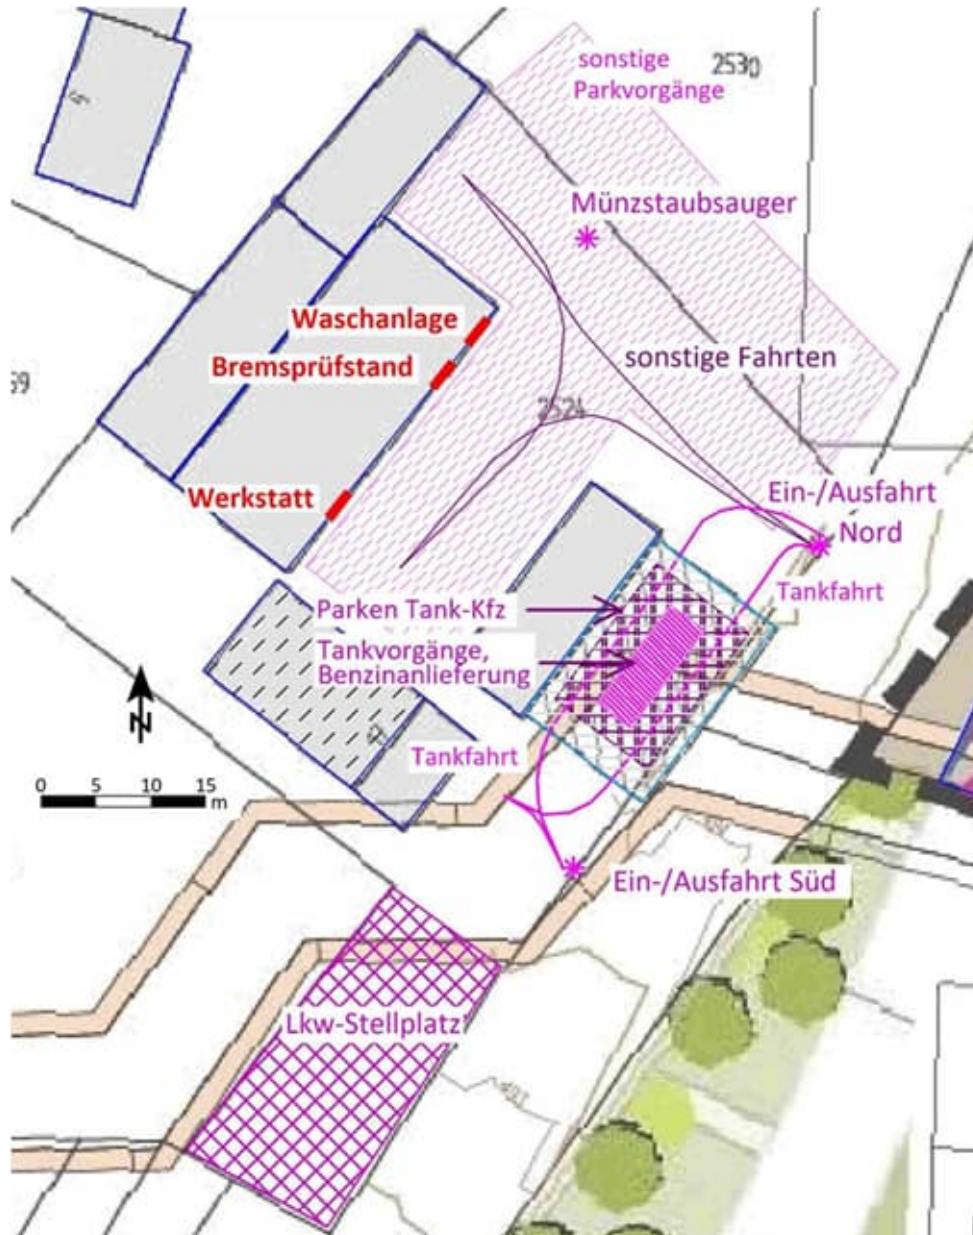 sonstige
Parkvorgänge
2530
Münzstaubsauger
Waschanlage
Bremsprüfstand
sonstige Fahrten
59
2524
Werkstatt
Ein-/Ausfahrt
Nord
Tankfahrt
Parken Tank-Kfz
Tankvorgänge,
Benzinanlieferung
N
Tankfahrt
0 5 10 15
m
Ein-/Ausfahrt Süd
Lkw-Stellplatz